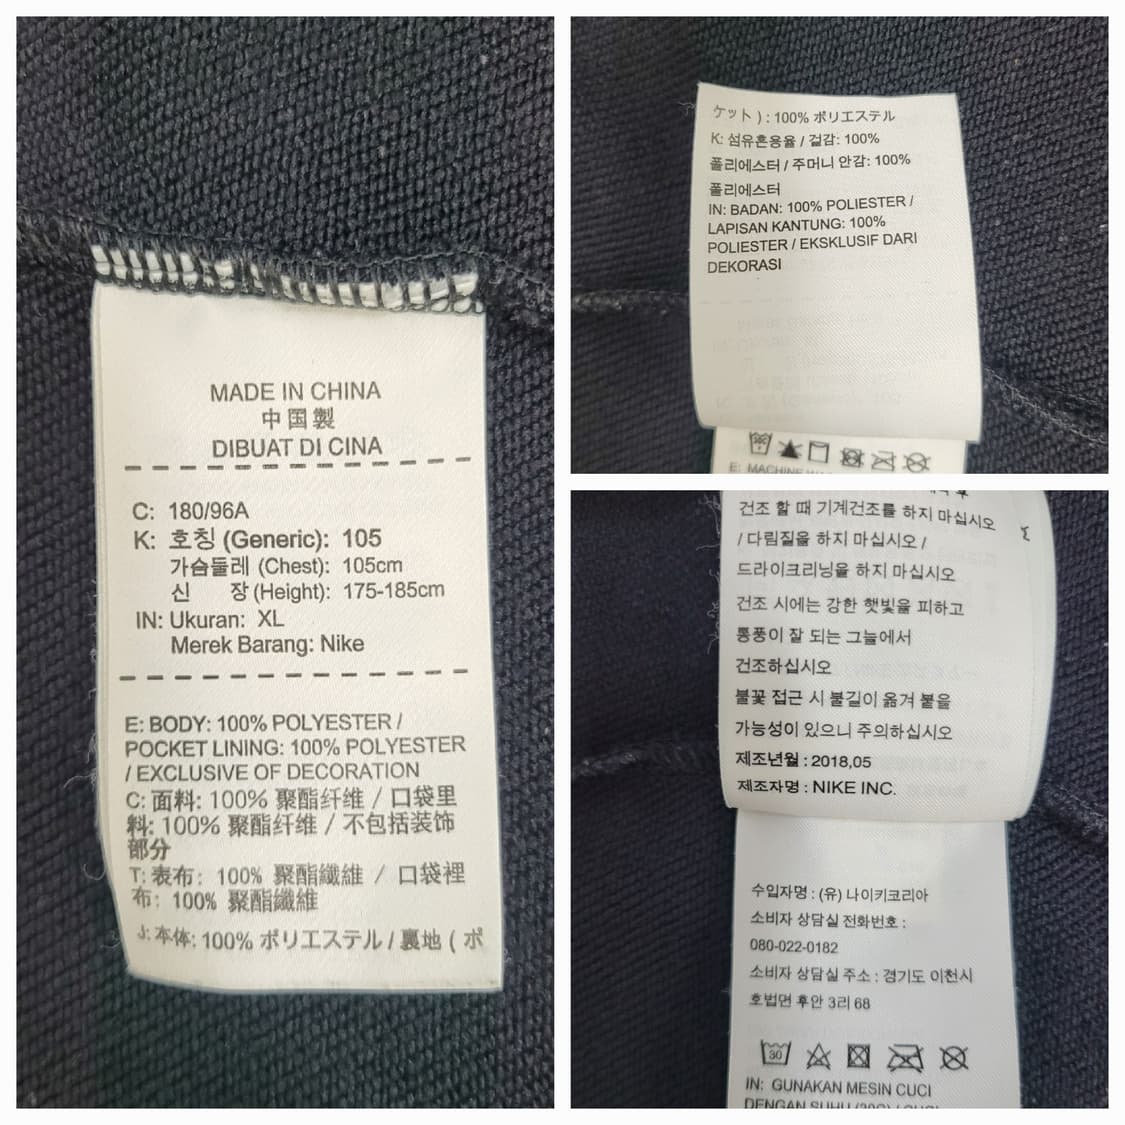 MADE IN CHINA
中国製
DIBUAT DI CINA
C: 180/96A
K: 호칭 (Generic): 105
가슴둘레 (Chest): 105cm
신 장 (Height): 175-185cm
IN: Ukuran: XL
Merek Barang: Nike
E: BODY: 100% POLYESTER /
POCKET LINING: 100% POLYESTER
/ EXCLUSIVE OF DECORATION
C: 面料: 100% 聚酯纤维 / 口袋里
料: 100% 聚酯纤维 / 不包括装饰
部分
T: 表布: 100% 聚酯纖維 / 口袋裡
布: 100% 聚酯纖維
J: 本体: 100% ポリエステル / 裏地 ( ポ
ケット ) : 100% ポリエステル
K: 섬유혼용율 / 겉감: 100%
폴리에스터 / 주머니 안감: 100%
폴리에스터
IN: BADAN: 100% POLIESTER /
LAPISAN KANTUNG: 100%
POLIESTER / EKSKLUSIF DARI
DEKORASI
E: MACHINE
건조 할 때 기계건조를 하지 마십시오
/ 다림질을 하지 마십시오 /
드라이크리닝을 하지 마십시오
건조 시에는 강한 햇빛을 피하고
통풍이 잘 되는 그늘에서
건조하십시오
불꽃 접근 시 불길이 옮겨 붙을
가능성이 있으니 주의하십시오
제조년월 : 2018,05
제조자명 : NIKE INC.
수입자명 : (유) 나이키코리아
소비자 상담실 전화번호 :
080-022-0182
소비자 상담실 주소 : 경기도 이천시
호법면 후안 3리 68
30
IN: GUNAKAN MESIN CUCI
DENGAN SUHU (30C) / CUCI